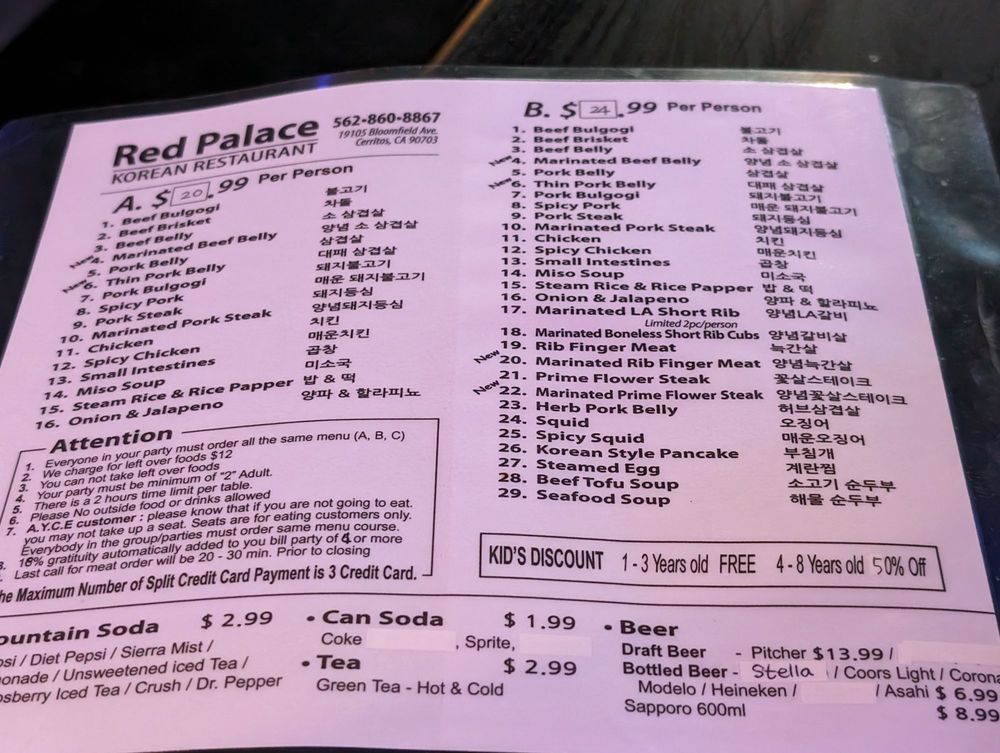 Red Palace
KOREAN RESTAURANT
562•860•8867
19105 Bloomfield Ave.
Cerritos, CA 90703
A. $20.99 Per Person
1. Beef Bulgogi 불고기
2. Beef Brisket 차돌
3. Beef Belly 소 삼겹살
New 4. Marinated Beef Belly 양념 소 삼겹살
5. Pork Belly 삼겹살
New 6. Thin Pork Belly 대패 삼겹살
7. Pork Bulgogi 돼지불고기
8. Spicy Pork 매운 돼지불고기
9. Pork Steak 돼지등심
10. Marinated Pork Steak 양념돼지등심
11. Chicken 치킨
12. Spicy Chicken 매운치킨
13. Small Intestines 곱창
14. Miso Soup 미소국
15. Steam Rice & Rice Papper 밥 & 떡
16. Onion & Jalapeno 양파 & 할라피뇨
Attention
1. Everyone in your party must order all the same menu (A, B, C)
2. We charge for left over foods $12
3. You can not take left over foods
4. Your party must be minimum of "2" Adult.
5. There is a 2 hours time limit per table.
6. Please No outside food or drinks allowed
7. A.Y.C.E customer : please know that if you are not going to eat.
you may not take up a seat. Seats are for eating customers only.
Everybody in the group/parties must order same menu course.
8. 18% gratuity automatically added to you bill party of or more
Last call for meat order will be 20 - 30 min. Prior to closing
he Maximum Number of Split Credit Card Payment is 3 Credit Card.
B. $24.99 Per Person
1. Beef Bulgogi 불고기
2. Beef Brisket 차돌
3. Beef Belly 소 삼겹살
New 4. Marinated Beef Belly 양념 소 삼겹살
5. Pork Belly 삼겹살
New 6. Thin Pork Belly 대패 삼겹살
7. Pork Bulgogi 돼지불고기
8. Spicy Pork 매운 돼지불고기
9. Pork Steak 돼지등심
10. Marinated Pork Steak 양념돼지등심
11. Chicken 치킨
12. Spicy Chicken 매운치킨
13. Small Intestines 곱창
14. Miso Soup 미소국
15. Steam Rice & Rice Papper 밥 & 떡
16. Onion & Jalapeno 양파 & 할라피뇨
17. Marinated LA Short Rib 양념LA갈비
Limited 2pc/person
18. Marinated Boneless Short Rib Cubs 양념갈비살
19. Rib Finger Meat 늑간살
New 20. Marinated Rib Finger Meat 양념늑간살
21. Prime Flower Steak 꽃살스테이크
New 22. Marinated Prime Flower Steak 양념꽃살스테이크
23. Herb Pork Belly 허브삼겹살
24. Squid 오징어
25. Spicy Squid 매운오징어
26. Korean Style Pancake 부침개
27. Steamed Egg 계란찜
28. Beef Tofu Soup 소고기 순두부
29. Seafood Soup 해물 순두부
KID'S DISCOUNT 1 - 3 Years old FREE 4 - 8 Years old 50% Off
ountain Soda $ 2.99
psi / Diet Pepsi / Sierra Mist /
onade / Unsweetened iced Tea /
spberry Iced Tea / Crush / Dr. Pepper
• Can Soda $ 1.99
Coke , Sprite,
• Tea $ 2.99
Green Tea - Hot & Cold
• Beer
Draft Beer - Pitcher $13.99 /
Bottled Beer - Stella / Coors Light / Corona
Modelo / Heineken / / Asahi $ 6.99
Sapporo 600ml $ 8.99